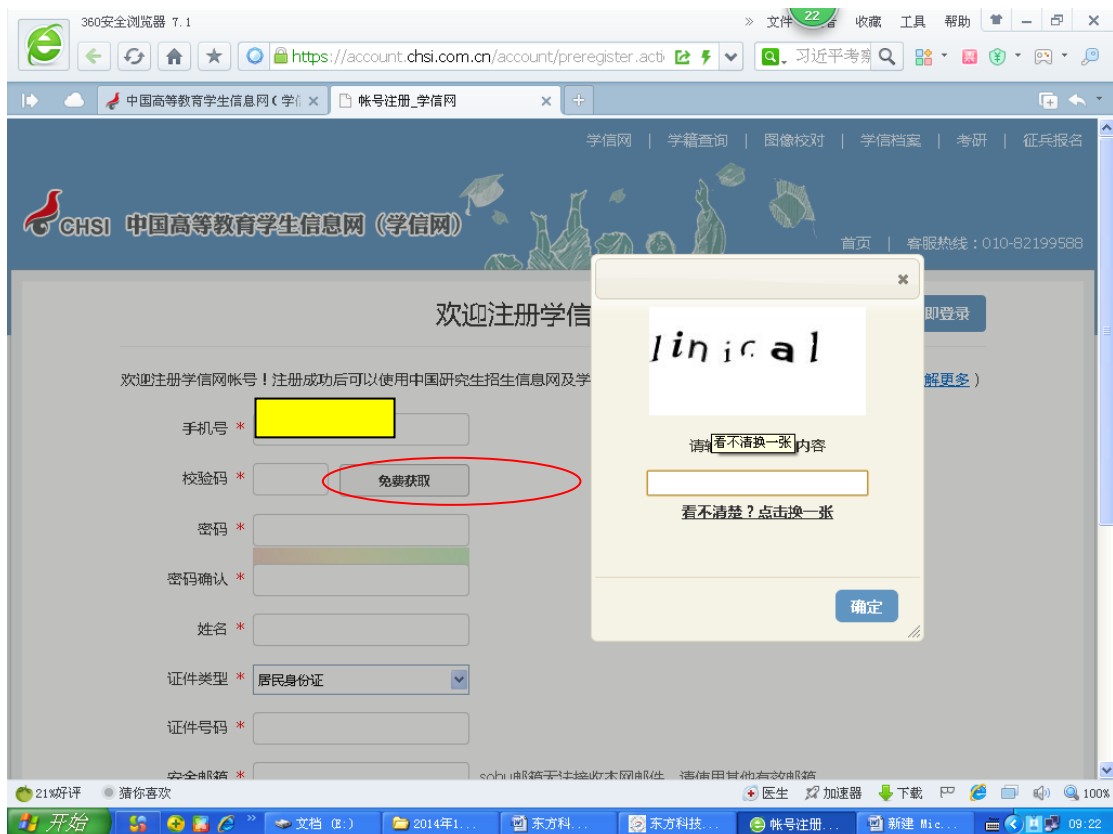 360安全浏览器 7.1
» 文件 22 收藏 工具 帮助
https://account.chsi.com.cn/account/preregister.acti
习近平考察
中国高等教育学生信息网(学信
帐号注册_学信网
学信网 | 学籍查询 | 图像校对 | 学信档案 | 考研 | 征兵报名
CHSI 中国高等教育学生信息网（学信网）
首页 | 客服热线：010-82199588
欢迎注册学信
即登录
欢迎注册学信网帐号！注册成功后可以使用中国研究生招生信息网及学
解更多）
linical
手机号 *
校验码 *
免费获取
请输
看不清换一张
内容
看不清楚？点击换一张
密码 *
密码确认 *
姓名 *
确定
证件类型 * 居民身份证
证件号码 *
安全邮箱 *
sohu邮箱无法接收本网邮件，请使用其他有效邮箱
21%好评
猜你喜欢
医生
加速器
下载
100%
开始
»
文档 (E:)
2014年1...
东方科...
东方科技...
帐号注册...
新建 Mic...
09:22